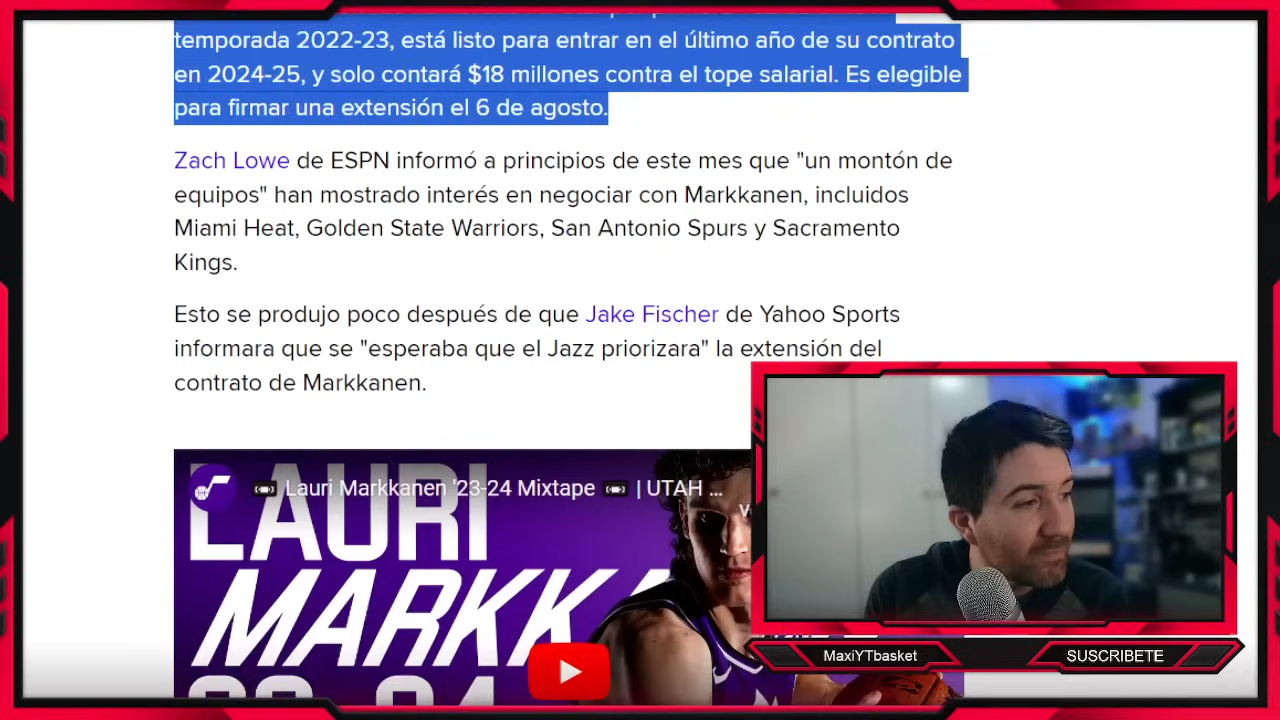 temporada 2022-23, está listo para entrar en el último año de su contrato
en 2024-25, y solo contará $18 millones contra el tope salarial. Es elegible
para firmar una extensión el 6 de agosto.
Zach Lowe de ESPN informó a principios de este mes que "un montón de
equipos" han mostrado interés en negociar con Markkanen, incluidos
Miami Heat, Golden State Warriors, San Antonio Spurs y Sacramento
Kings.
Esto se produjo poco después de que Jake Fischer de Yahoo Sports
informara que se "esperaba que el Jazz priorizara" la extensión del
contrato de Markkanen.
Lauri Markkanen '23-24 Mixtape | UTAH ...
LAURI
MARKKA
23-24
MaxiYTbasket
SUSCRIBETE